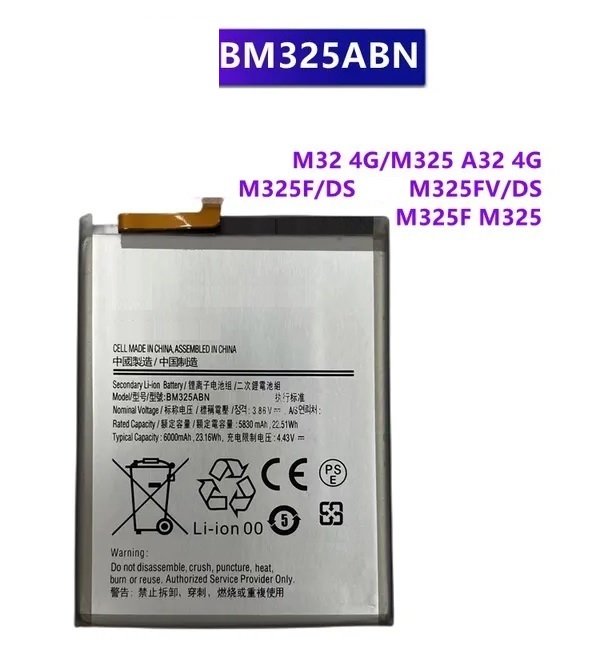 BM325ABN
M32 4G/M325 A32 4G
M325F/DS M325FV/DS
M325F M325
CELL MADE IN CHINA, ASSEMBLED IN CHINA
中國製造/中国制造
Secondary Li-ion Battery/锂离子电池组/二次鋰電池組
Model/型号/型號: BM325ABN 执行标准
Nominal Voltage/标称电压/標稱電壓/정격: 3.86V A/S
Rated Capacity/额定容量/額定容量 5830 mAh, 22.51Wh
Typical Capacity: 6000mAh, 23.16Wh, 充电限制电压: 4.43V
EAC
PS
E
Li-ion 00
5
Warning:
Do not disassemble, crush, puncture, heat,
burn or reuse. Authorized Service Provider Only.
警告: 禁止拆卸、穿刺、燃烧或重複使用